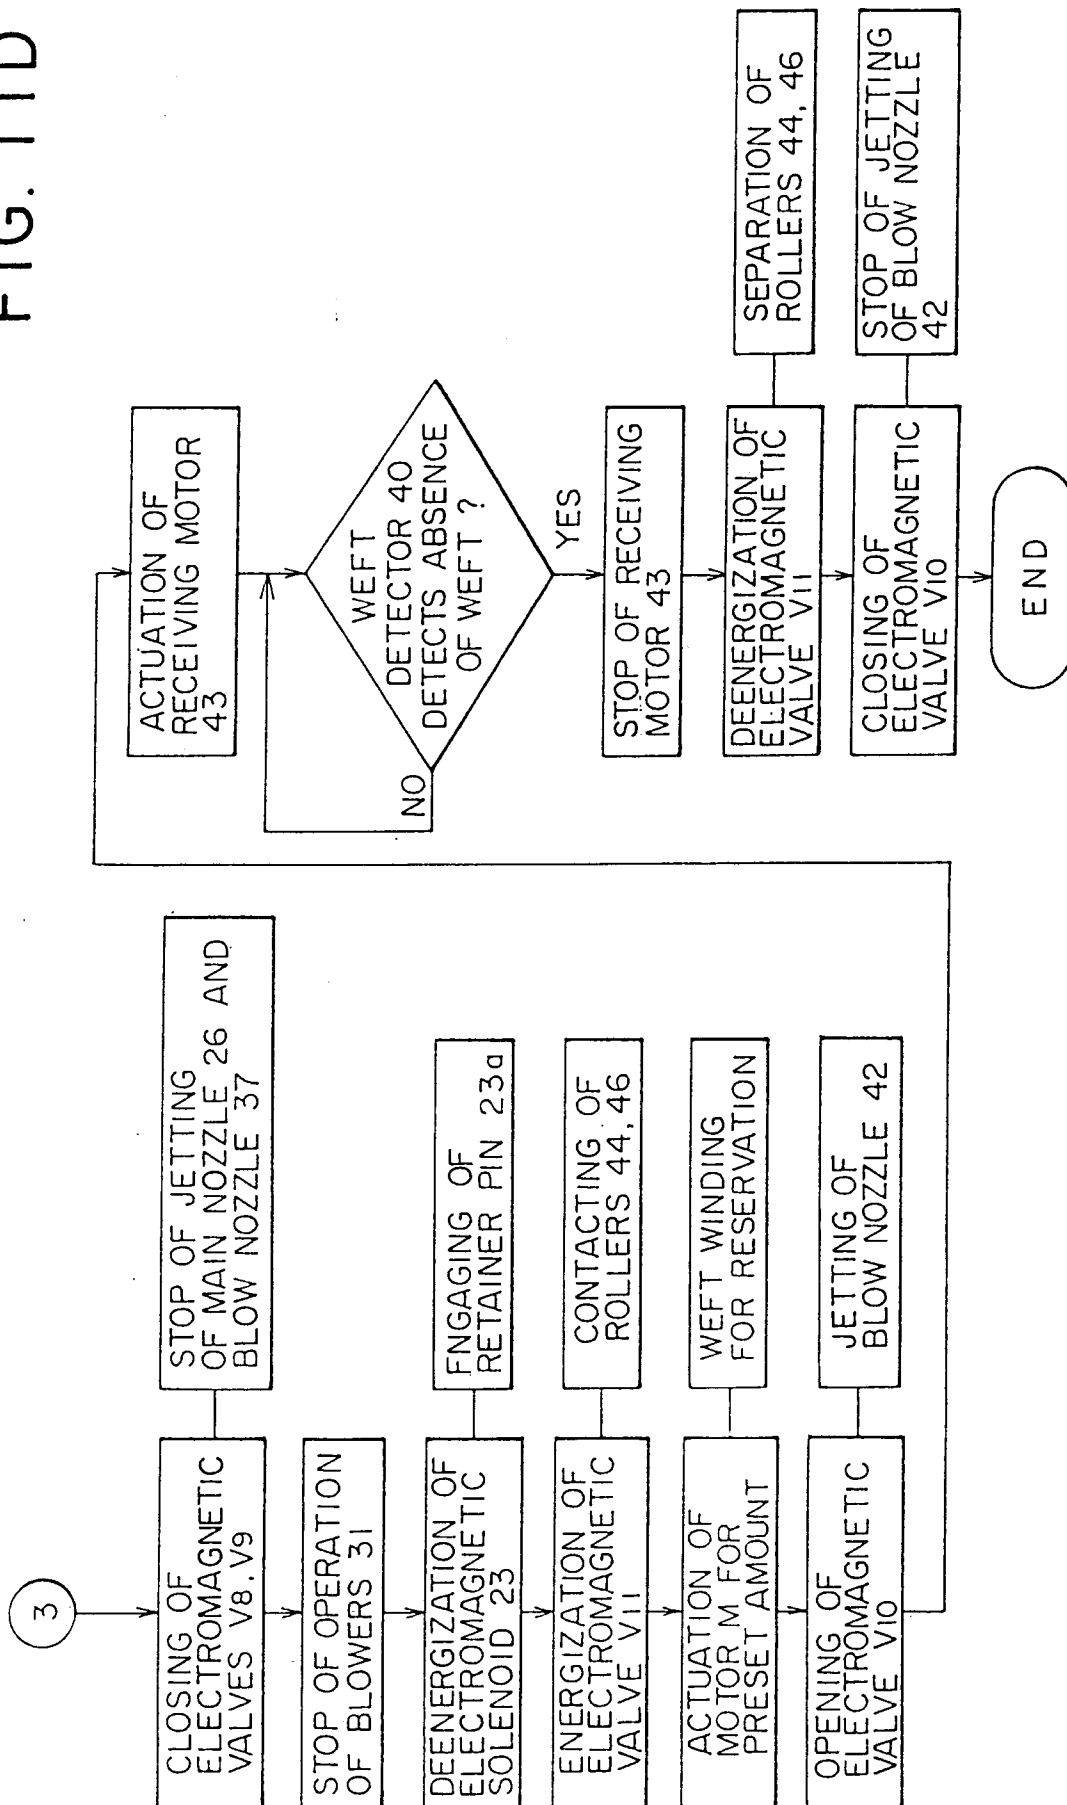 FIG. 11D
3
CLOSING OF
ELECTROMAGNETIC
VALVES V8, V9
STOP OF JETTING
OF MAIN NOZZLE 26 AND
BLOW NOZZLE 37
STOP OF OPERATION
OF BLOWERS 31
DEENERGIZATION OF
ELECTROMAGNETIC
SOLENOID 23
FNGAGING OF
RETAINER PIN 23a
ENERGIZATION OF
ELECTROMAGNETIC
VALVE V11
CONTACTING OF
ROLLERS 44, 46
ACTUATION OF
MOTOR M FOR
PRESET AMOUNT
WEFT WINDING
FOR RESERVATION
OPENING OF
ELECTROMAGNETIC
VALVE V10
JETTING OF
BLOW NOZZLE 42
ACTUATION OF
RECEIVING MOTOR
43
WEFT
DETECTOR 40
DETECTS ABSENCE
OF WEFT ?
NO
YES
STOP OF RECEIVING
MOTOR 43
DEENERGIZATION OF
ELECTROMAGNETIC
VALVE V11
SEPARATION OF
ROLLERS 44, 46
CLOSING OF
ELECTROMAGNETIC
VALVE V10
STOP OF JETTING
OF BLOW NOZZLE
42
END